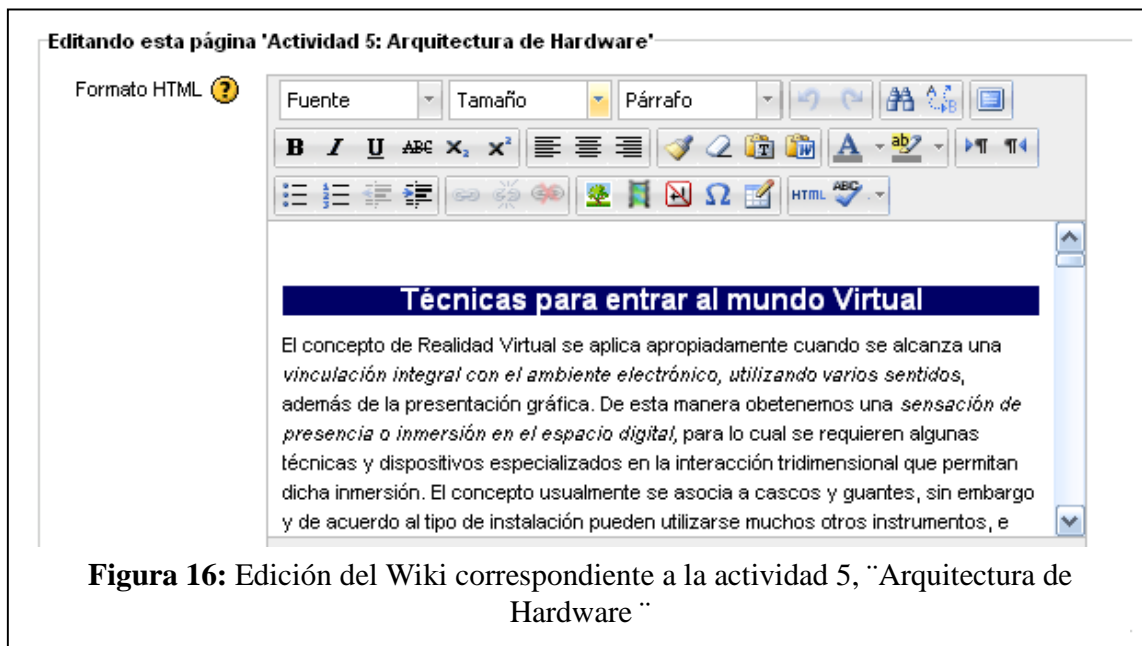 Editando esta página 'Actividad 5: Arquitectura de Hardware'
Formato HTML
Fuente Tamaño Párrafo
B I U ABC x₂ x² T W A ab ¶ ¶
Ω HTML ABC
Técnicas para entrar al mundo Virtual
El concepto de Realidad Virtual se aplica apropiadamente cuando se alcanza una
vinculación integral con el ambiente electrónico, utilizando varios sentidos,
además de la presentación gráfica. De esta manera obetenemos una sensación de
presencia o inmersión en el espacio digital, para lo cual se requieren algunas
técnicas y dispositivos especializados en la interacción tridimensional que permitan
dicha inmersión. El concepto usualmente se asocia a cascos y guantes, sin embargo
y de acuerdo al tipo de instalación pueden utilizarse muchos otros instrumentos, e
Figura 16: Edición del Wiki correspondiente a la actividad 5, ¨Arquitectura de
Hardware ¨